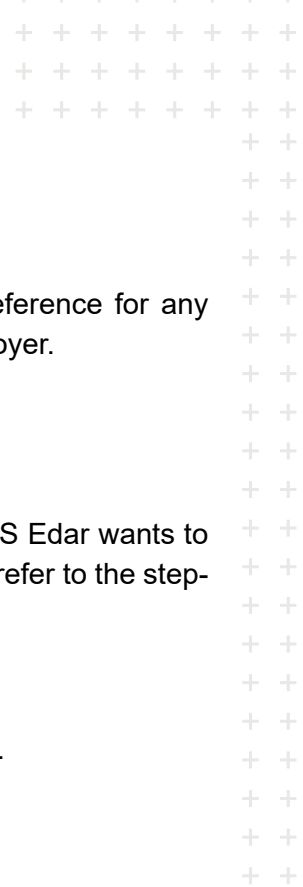 eference for any
oyer.
S Edar wants to
refer to the step-
.